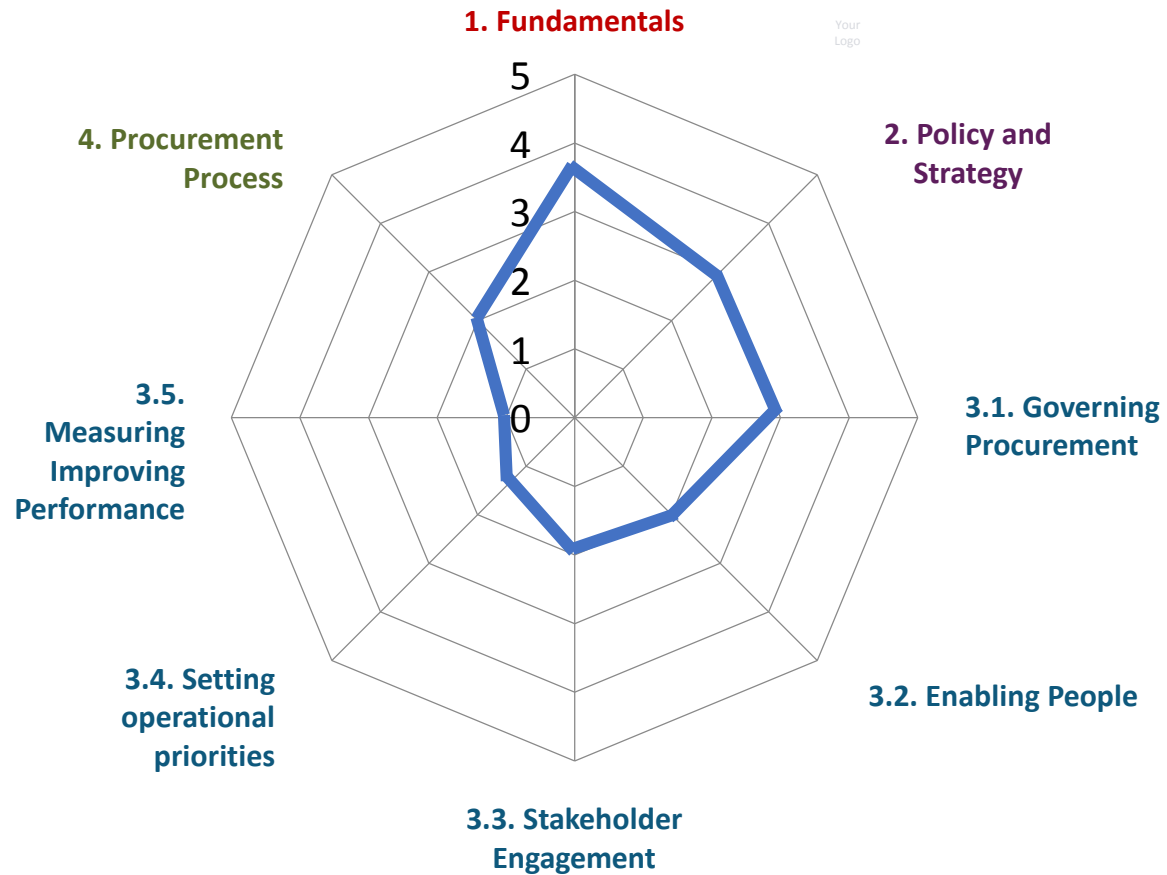 1. Fundamentals
Your
Logo
5
4
3
2
1
0
2. Policy and
Strategy
3.1. Governing
Procurement
3.2. Enabling People
3.3. Stakeholder
Engagement
3.4. Setting
operational
priorities
3.5.
Measuring
Improving
Performance
4. Procurement
Process